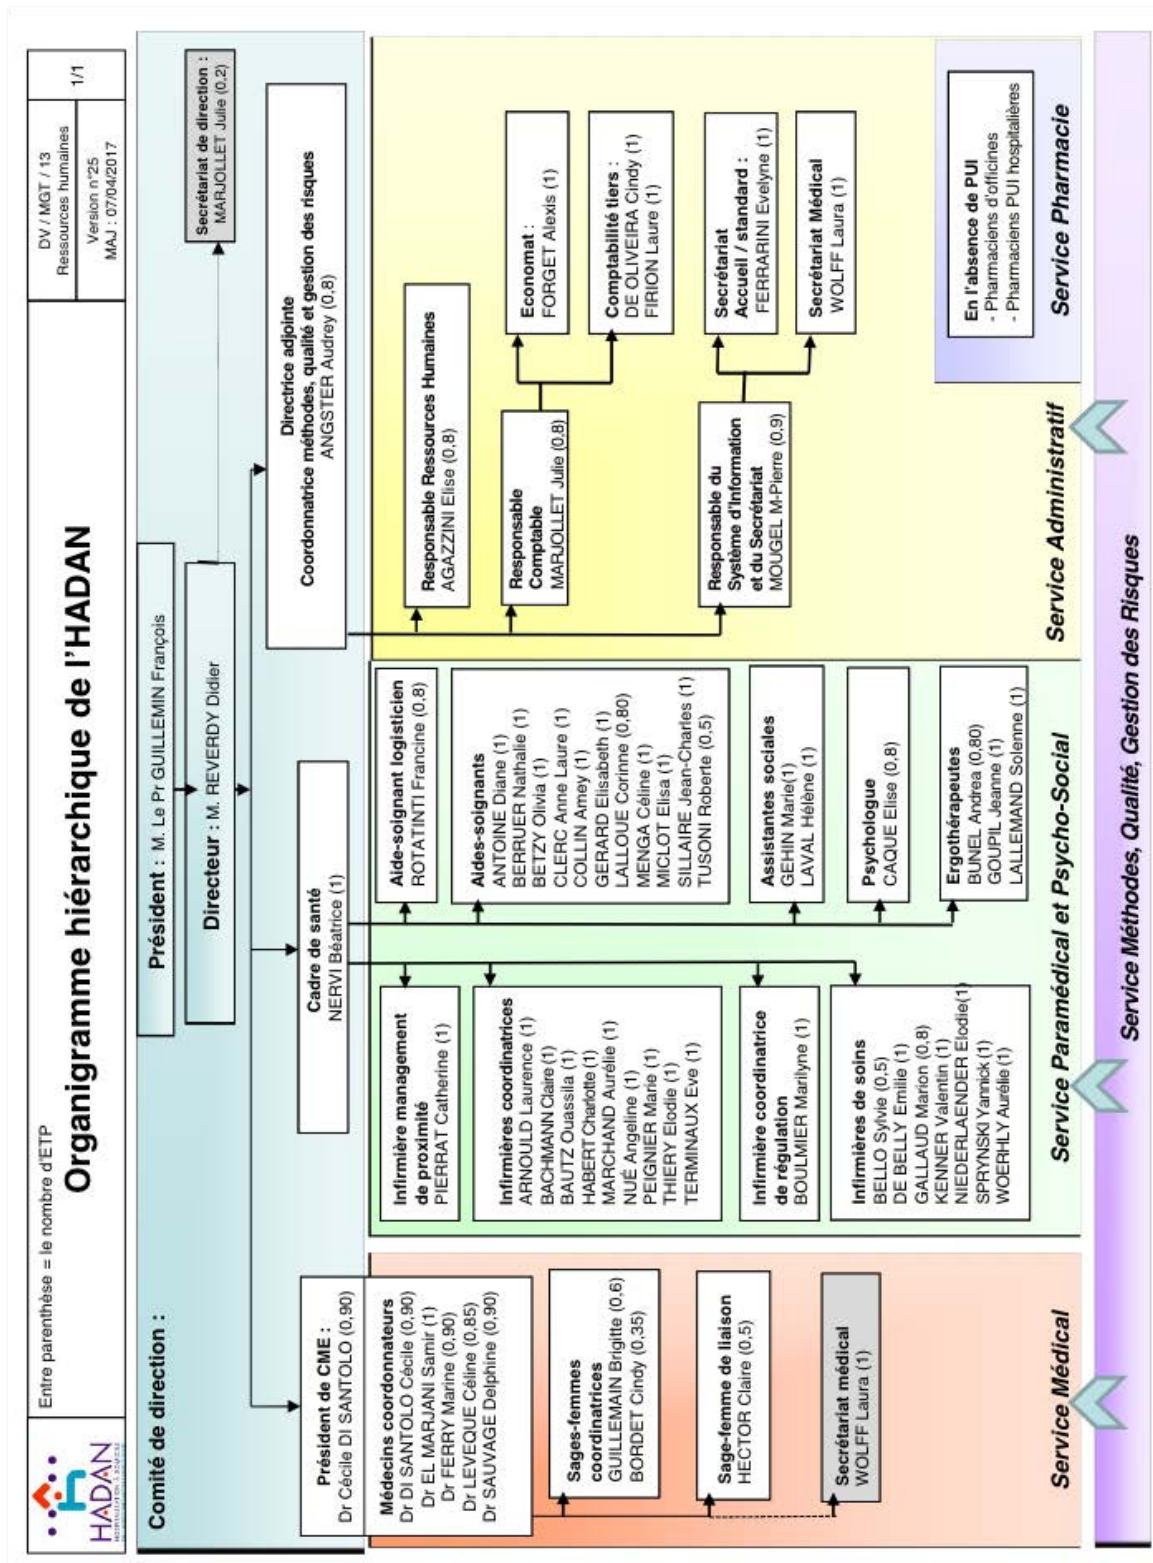 HADAN
Entre parenthèse = le nombre d'ETP
Organigramme hiérarchique de l'HADAN
DV / MGT / 13
Ressources humaines
Version n°25
MAJ : 07/04/2017
1/1
Comité de direction :
Président : M. Le Pr GUILLEMIN François
Directeur : M. REVERDY Didier
Secrétariat de direction :
MARJOLLET Julie (0,2)
Président de CME :
Dr Cécile DI SANTOLO (0,90)
Cadre de santé
NERVI Béatrice (1)
Directrice adjointe
Coordonnatrice méthodes, qualité et gestion des risques
ANGSTER Audrey (0,8)
Médecins coordonnateurs
Dr DI SANTOLO Cécile (0,90)
Dr EL MARJANI Samir (1)
Dr FERRY Marine (0,90)
Dr LEVEQUE Céline (0,85)
Dr SAUVAGE Delphine (0,90)
Sages-femmes
coordinatrices
GUILLEMAIN Brigitte (0,6)
BORDET Cindy (0,35)
Sage-femme de liaison
HECTOR Claire (0,5)
Secrétariat médical
WOLFF Laura (1)
Service Médical
Infirmière management
de proximité
PIERRAT Catherine (1)
Infirmières coordinatrices
ARNOULD Laurence (1)
BACHMANN Claire (1)
BAUTZ Ouassila (1)
HABERT Charlotte (1)
MARCHAND Aurélie (1)
NUÉ Angeline (1)
PEIGNIER Marie (1)
THIERY Elodie (1)
TERMINAUX Eve (1)
Infirmière coordinatrice
de régulation
BOULMIER Marilyne (1)
Infirmières de soins
BELLO Sylvie (0,5)
DE BELLY Emilie (1)
GALLAUD Marion (0,8)
KENNER Valentin (1)
NIEDERLAENDER Elodie(1)
SPRYNSKI Yannick (1)
WOERHLY Aurélie (1)
Aide-soignant logisticien
ROTATINTI Francine (0,8)
Aides-soignants
ANTOINE Diane (1)
BERRUER Nathalie (1)
BETZY Olivia (1)
CLERC Anne Laure (1)
COLLIN Amey (1)
GERARD Elisabeth (1)
LALLOUE Corinne (0,80)
MENGA Céline (1)
MICLOT Elisa (1)
SILLAIRE Jean-Charles (1)
TUSONI Roberte (0,5)
Assistantes sociales
GEHIN Marie(1)
LAVAL Hélène (1)
Psychologue
CAQUE Elise (0,8)
Ergothérapeutes
BUNEL Andrea (0,80)
GOUPIL Jeanne (1)
LALLEMAND Solenne (1)
Service Paramédical et Psycho-Social
Responsable Ressources Humaines
AGAZZINI Elise (0,8)
Responsable
Comptable
MARJOLLET Julie (0,8)
Economat :
FORGET Alexis (1)
Comptabilité tiers :
DE OLIVEIRA Cindy (1)
FIRION Laure (1)
Responsable du
Système d'Information
et du Secrétariat
MOUGEL M-Pierre (0,9)
Secrétariat
Accueil / standard :
FERRARINI Evelyne (1)
Secrétariat Médical
WOLFF Laura (1)
Service Administratif
En l'absence de PUI
- Pharmaciens d'officines
- Pharmaciens PUI hospitalières
Service Pharmacie
Service Méthodes, Qualité, Gestion des Risques